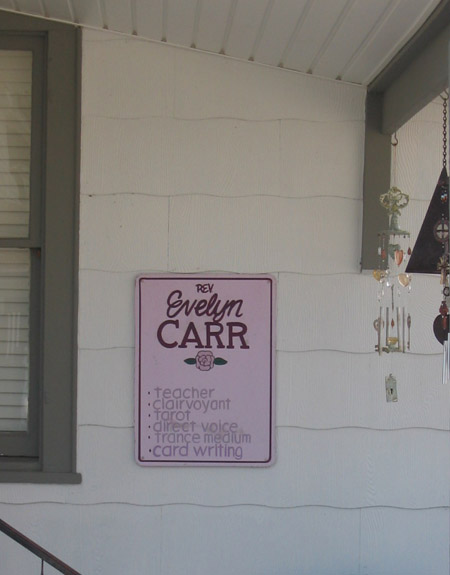 REV
Evelyn
CARR
• teacher
• clairvoyant
• tarot
• direct voice
• trance medium
• card writing